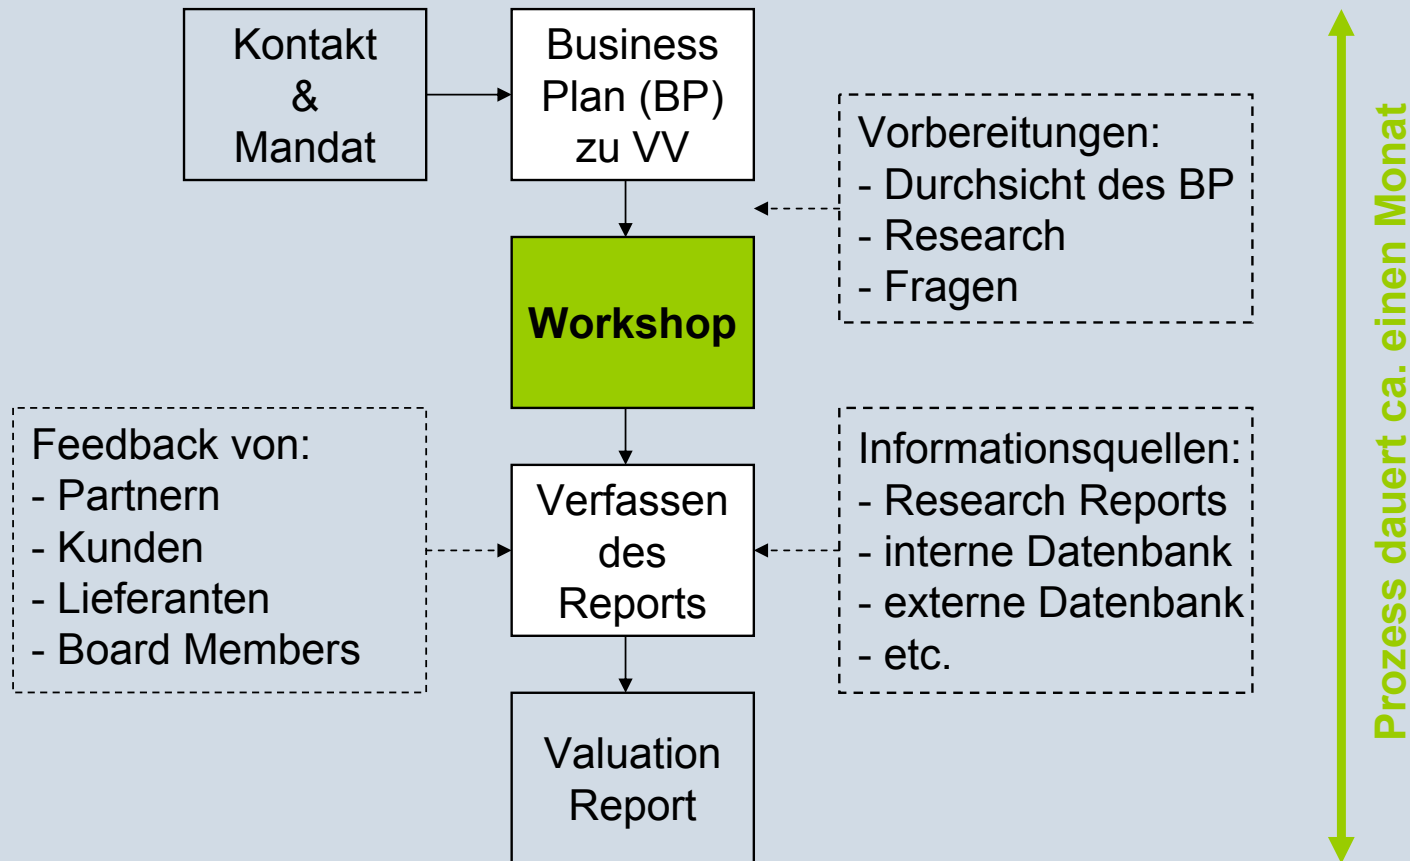 Kontakt
&
Mandat
Business
Plan (BP)
zu VV
Vorbereitungen:
- Durchsicht des BP
- Research
- Fragen
Workshop
Feedback von:
- Partnern
- Kunden
- Lieferanten
- Board Members
Verfassen
des
Reports
Informationsquellen:
- Research Reports
- interne Datenbank
- externe Datenbank
- etc.
Valuation
Report
Prozess dauert ca. einen Monat